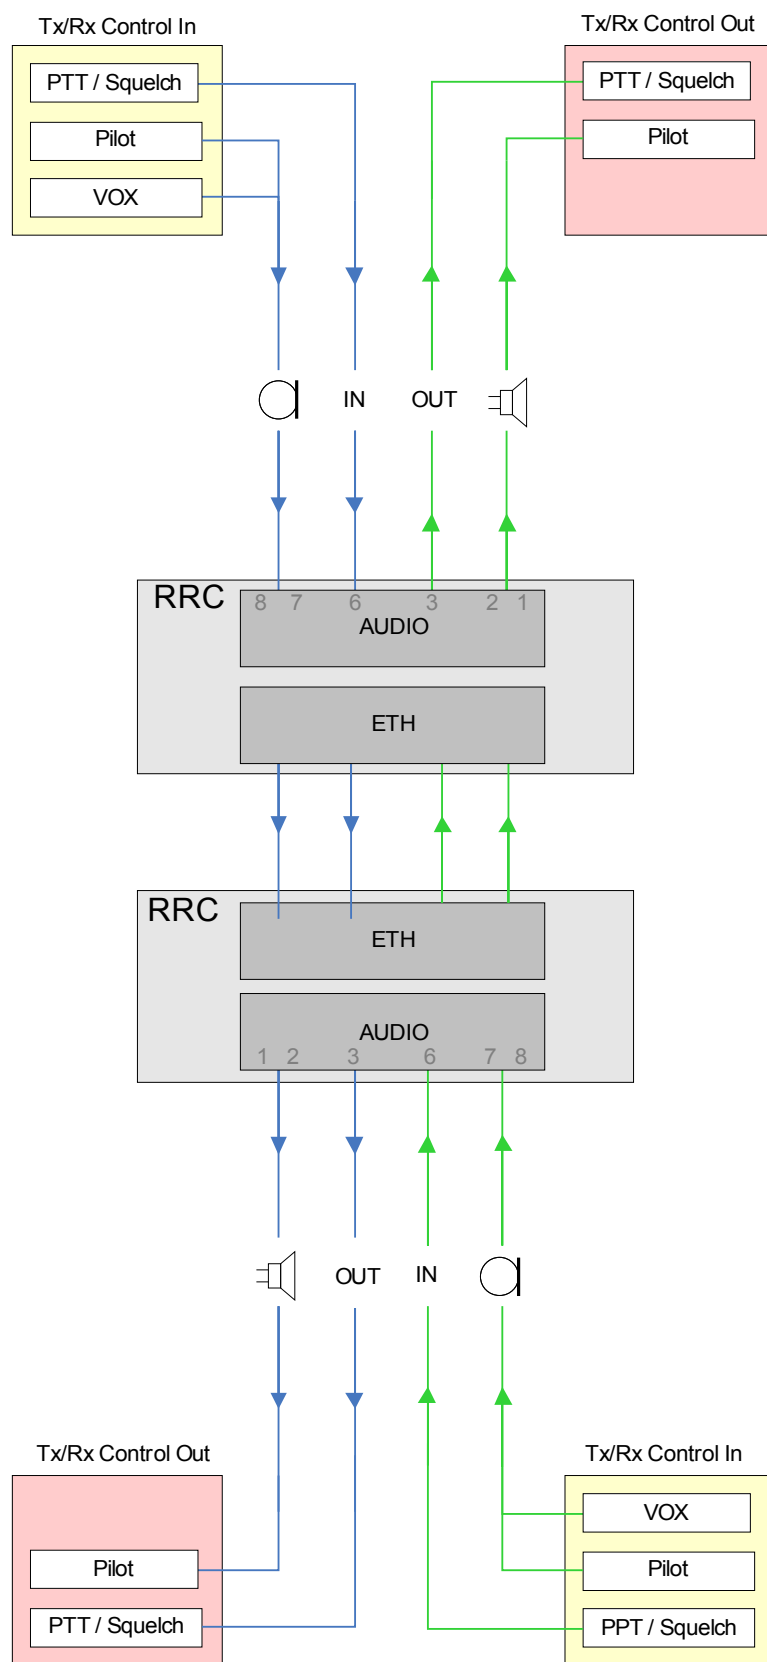 Tx/Rx Control In
Tx/Rx Control Out
PTT / Squelch
PTT / Squelch
Pilot
Pilot
VOX
IN
OUT
RRC
8 7 6 3 2 1
AUDIO
ETH
RRC
ETH
AUDIO
1 2 3 6 7 8
OUT
IN
Tx/Rx Control Out
Tx/Rx Control In
VOX
Pilot
Pilot
PTT / Squelch
PPT / Squelch